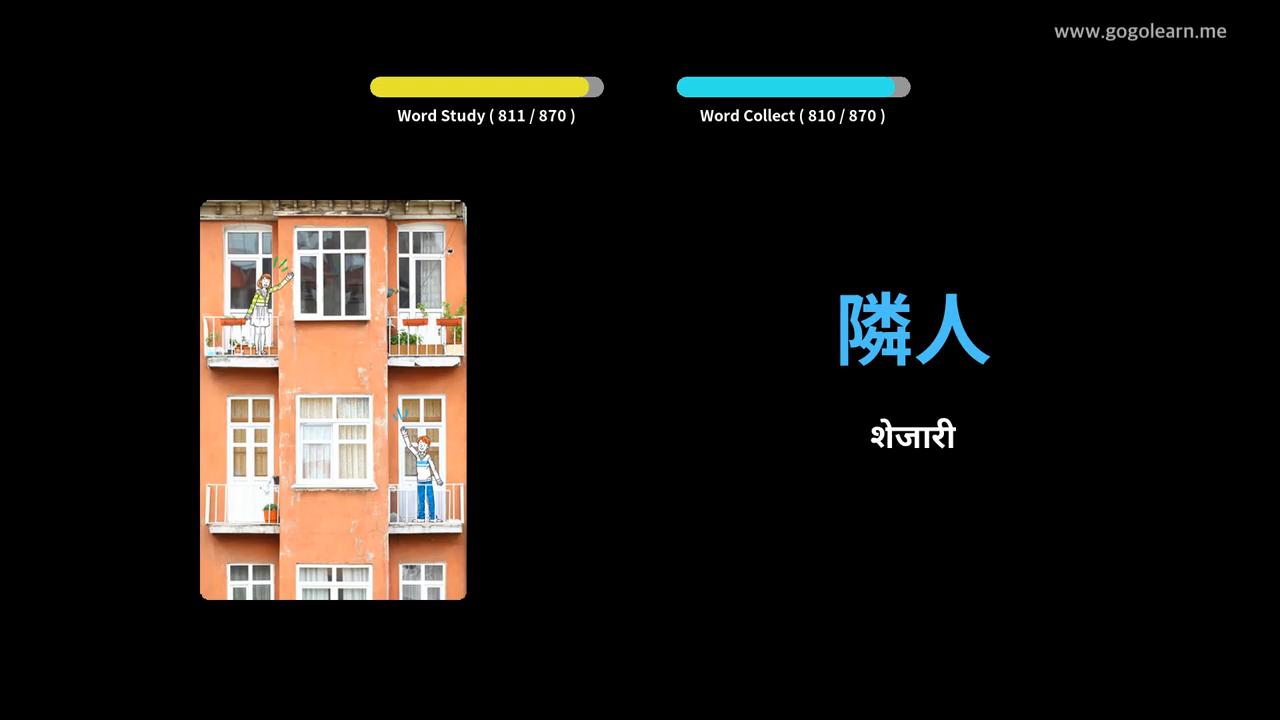 www.gogolearn.me
Word Study ( 811 / 870 )
Word Collect ( 810 / 870 )
隣人
शेजारी